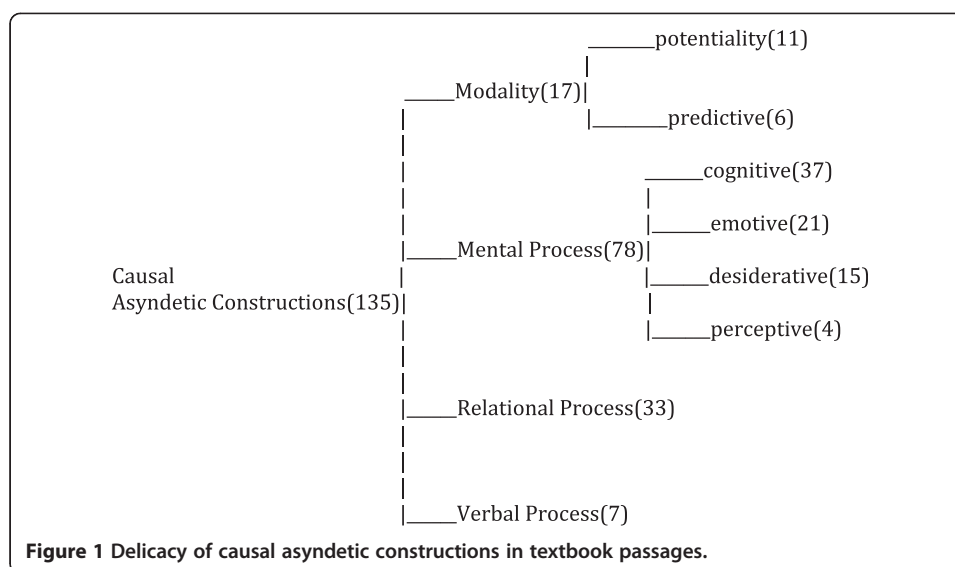 potentiality(11)
Modality(17)
predictive(6)
cognitive(37)
emotive(21)
Mental Process(78)
Causal
desiderative(15)
Asyndetic Constructions(135)
perceptive(4)
Relational Process(33)
Verbal Process(7)
Figure 1 Delicacy of causal asyndetic constructions in textbook passages.